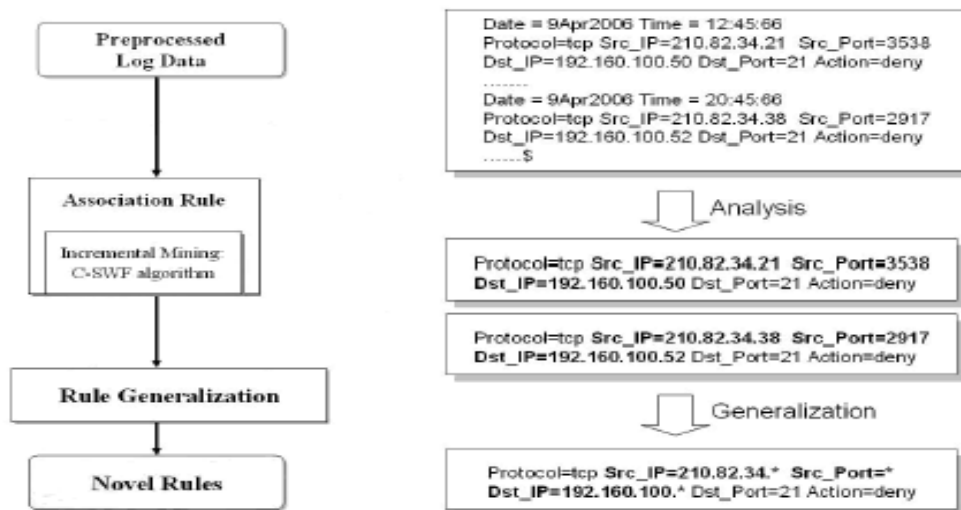 Preprocessed
Log Data
Association Rule
Incremental Mining:
C-SWF algorithm
Rule Generalization
Novel Rules
Date = 9Apr2006 Time = 12:45:66
Protocol=tcp Src_IP=210.82.34.21 Src_Port=3538
Dst_IP=192.160.100.50 Dst_Port=21 Action=deny
.......
Date = 9Apr2006 Time = 20:45:66
Protocol=tcp Src_IP=210.82.34.38 Src_Port=2917
Dst_IP=192.160.100.52 Dst_Port=21 Action=deny
......$
Analysis
Protocol=tcp Src_IP=210.82.34.21 Src_Port=3538
Dst_IP=192.160.100.50 Dst_Port=21 Action=deny
Protocol=tcp Src_IP=210.82.34.38 Src_Port=2917
Dst_IP=192.160.100.52 Dst_Port=21 Action=deny
Generalization
Protocol=tcp Src_IP=210.82.34.* Src_Port=*
Dst_IP=192.160.100.* Dst_Port=21 Action=deny